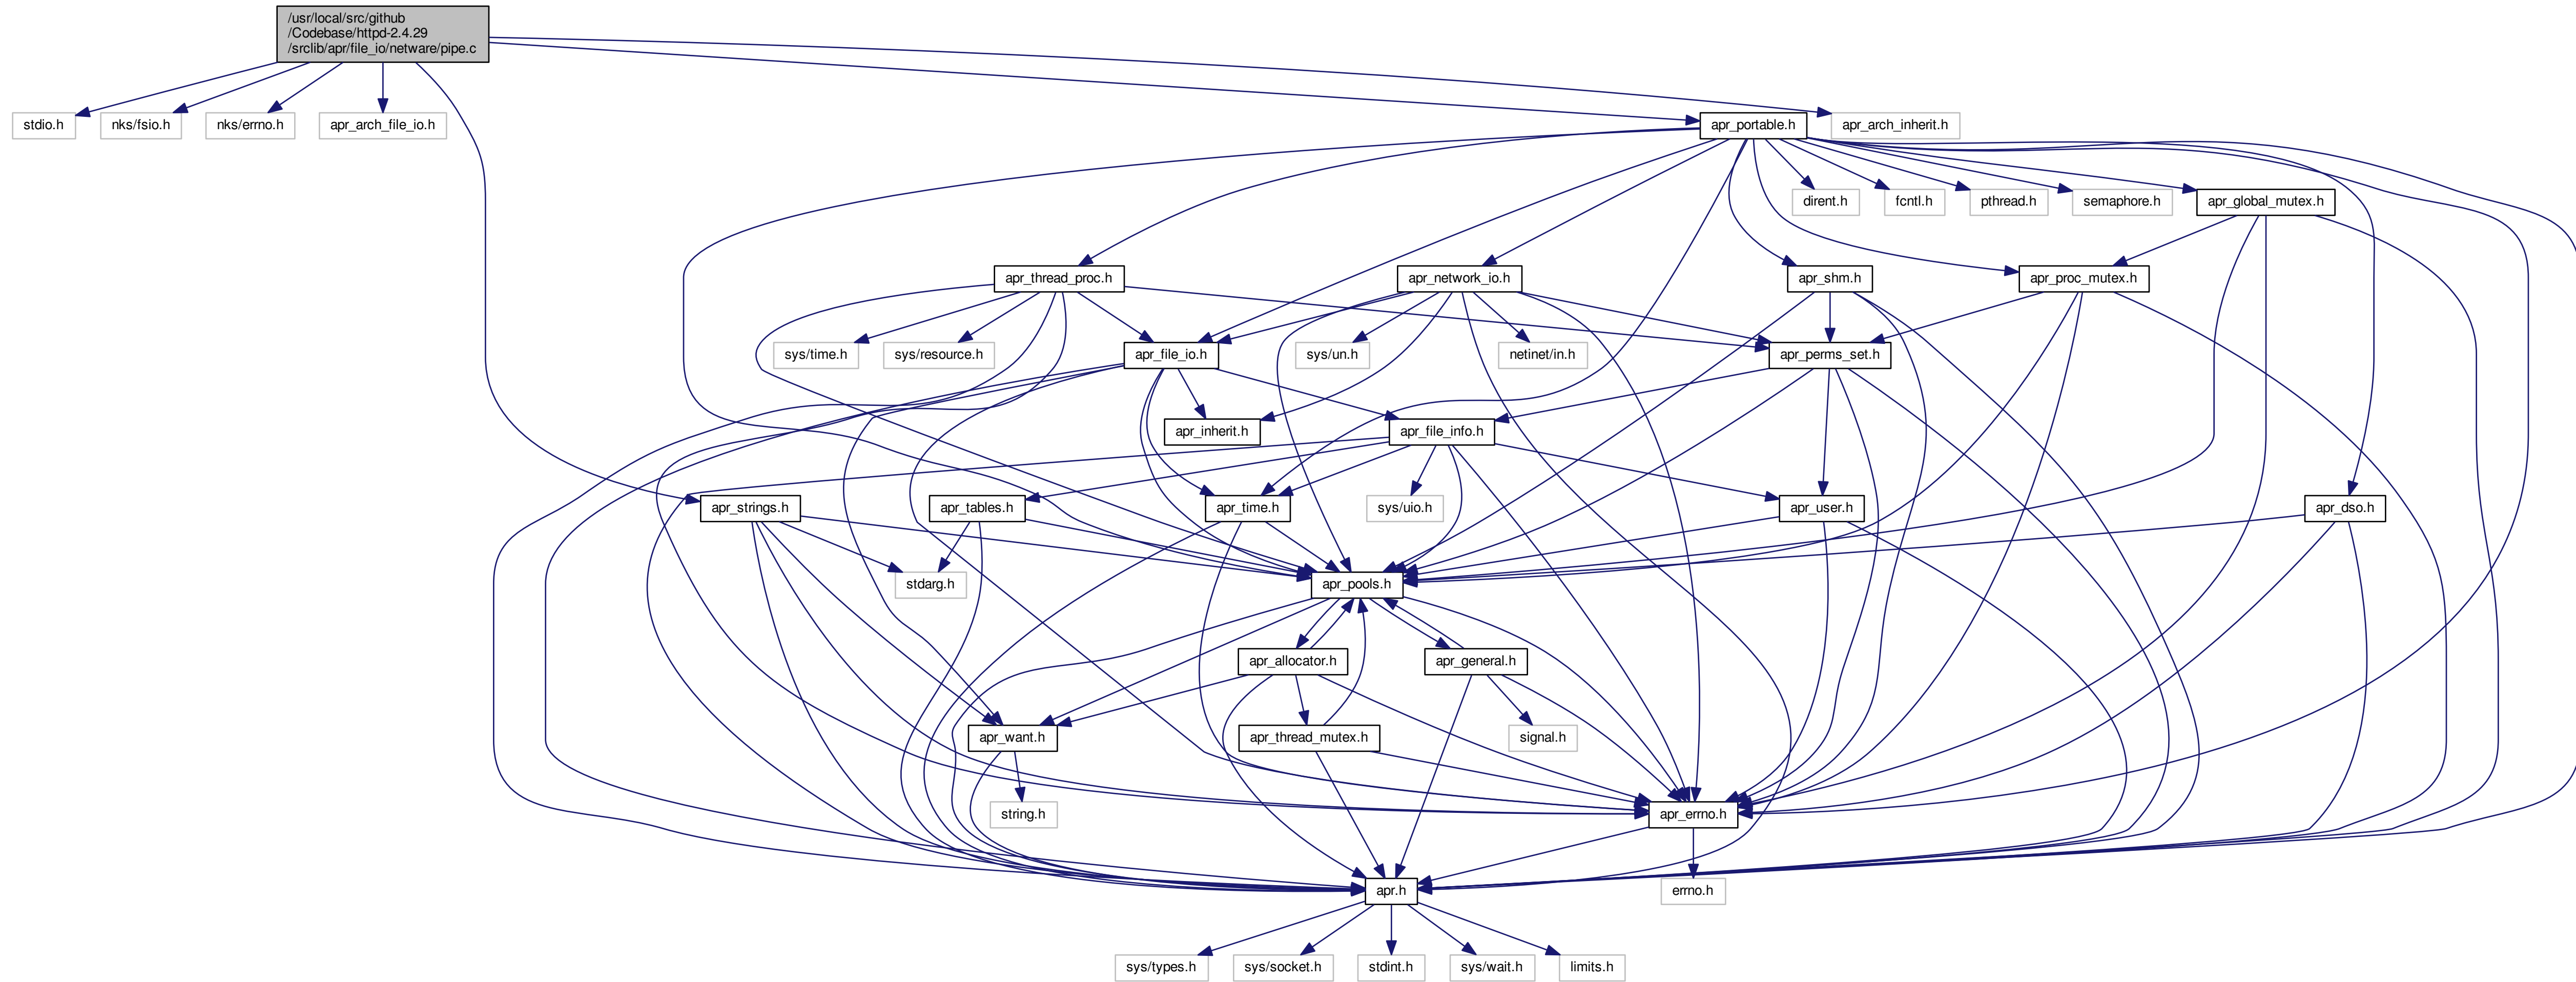 /usr/local/src/github
/Codebase/httpd-2.4.29
/srclib/apr/file_io/netware/pipe.c
stdio.h
nks/fsio.h
nks/errno.h
apr_arch_file_io.h
apr_portable.h
apr_arch_inherit.h
dirent.h
fcntl.h
pthread.h
semaphore.h
apr_global_mutex.h
apr_thread_proc.h
apr_network_io.h
apr_shm.h
apr_proc_mutex.h
sys/time.h
sys/resource.h
apr_file_io.h
sys/un.h
netinet/in.h
apr_perms_set.h
apr_inherit.h
apr_file_info.h
apr_strings.h
apr_tables.h
apr_time.h
sys/uio.h
apr_user.h
apr_dso.h
stdarg.h
apr_pools.h
apr_allocator.h
apr_general.h
apr_want.h
apr_thread_mutex.h
signal.h
string.h
apr_errno.h
apr.h
errno.h
sys/types.h
sys/socket.h
stdint.h
sys/wait.h
limits.h